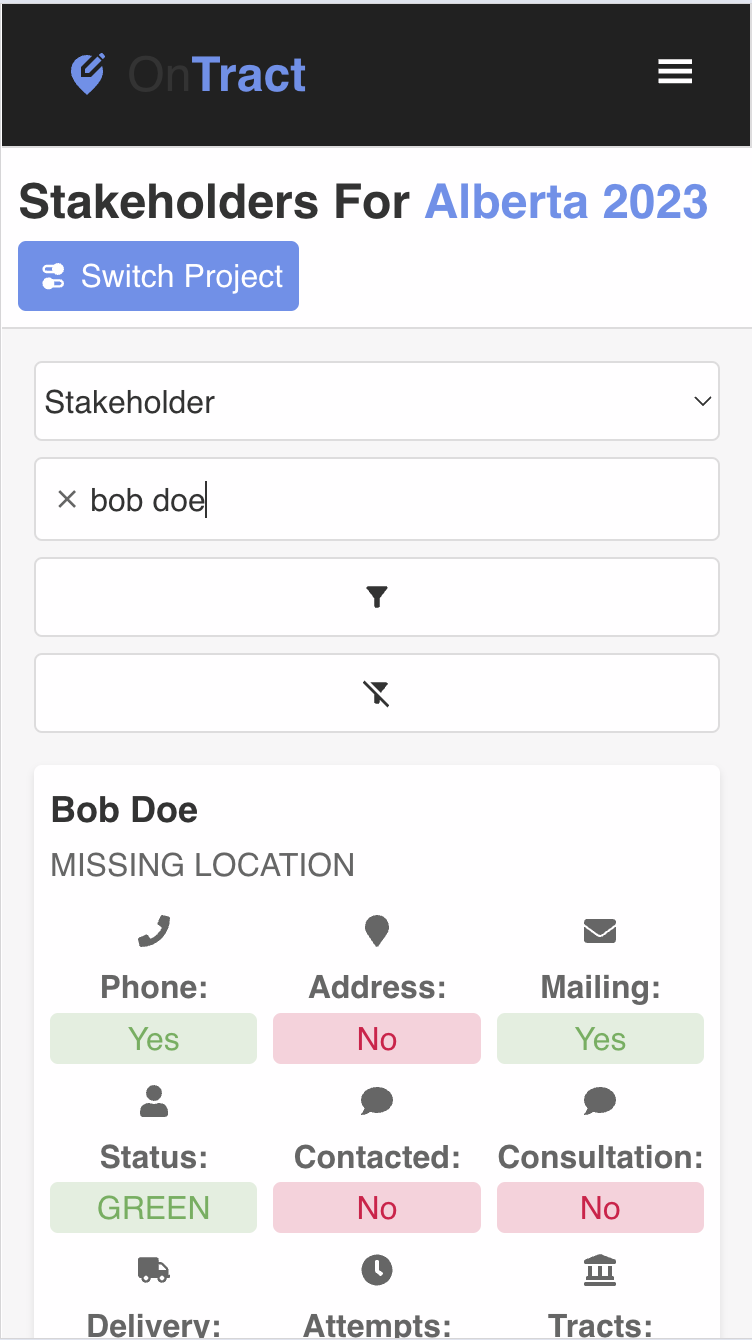 OnTract
Stakeholders For Alberta 2023
Switch Project
Stakeholder
bob doe
Bob Doe
MISSING LOCATION
Phone: Address: Mailing:
Yes No Yes
Status: Contacted: Consultation:
GREEN No No
Delivery: Attempts: Tracts: